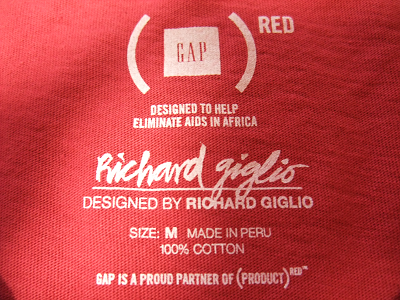 (GAP) RED
DESIGNED TO HELP
ELIMINATE AIDS IN AFRICA
Richard giglio
DESIGNED BY RICHARD GIGLIO
SIZE: M MADE IN PERU
100% COTTON
GAP IS A PROUD PARTNER OF (PRODUCT) RED™